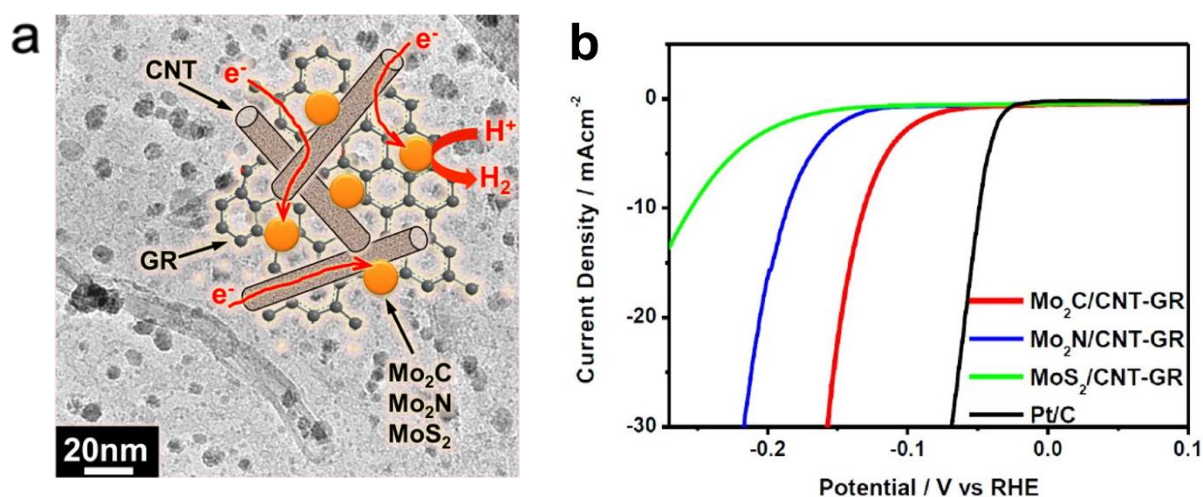 a
CNT
e⁻
e⁻
H⁺
H₂
GR
e⁻
Mo₂C
Mo₂N
MoS₂
20nm
b
Current Density / mAcm⁻²
0
-10
-20
-30
Mo₂C/CNT-GR
Mo₂N/CNT-GR
MoS₂/CNT-GR
Pt/C
-0.2
-0.1
0.0
0.1
Potential / V vs RHE